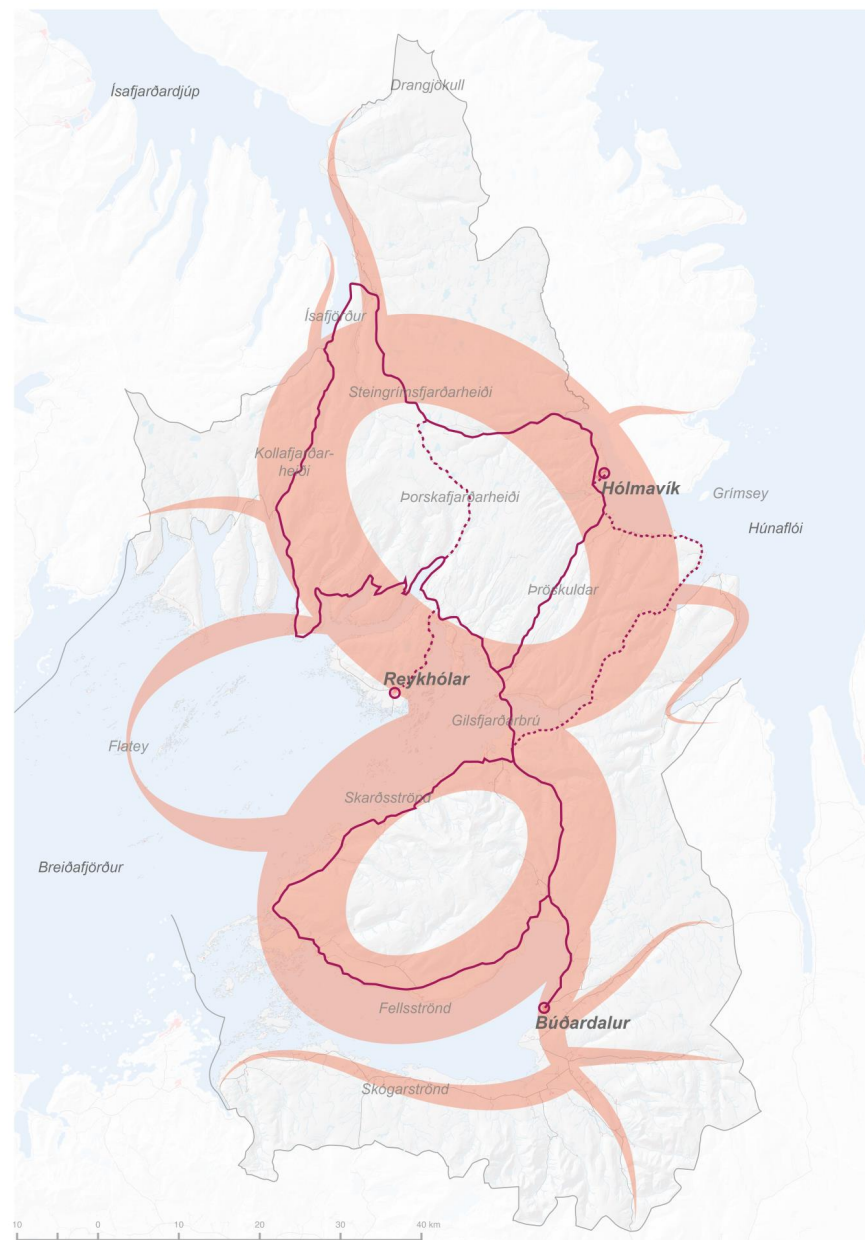 Drangjökull
Ísafjarðardjúp
Ísafjörður
Steingrímsfjarðarheiði
Kollafjarðar-
heiði
Þorskafjarðarheiði
Hólmavík
Grímsey
Húnaflói
Þröskuldar
Reykhólar
Gilsfjarðarbrú
Flatey
Skarðsströnd
Breiðafjörður
Fellsströnd
Búðardalur
Skógarströnd
10 0 10 20 30 40 km